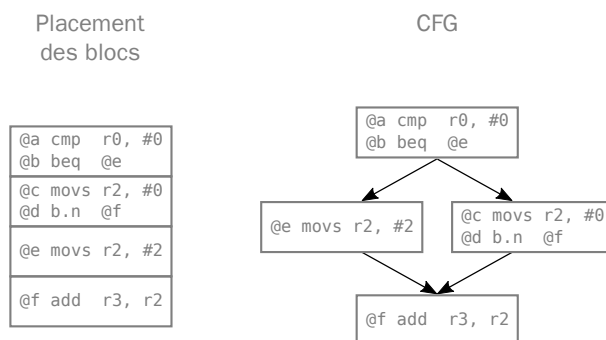 Placement
des blocs
@a cmp  r0, #0
@b beq  @e
@c movs r2, #0
@d b.n  @f
@e movs r2, #2
@f add  r3, r2
CFG
@a cmp  r0, #0
@b beq  @e
@e movs r2, #2
@c movs r2, #0
@d b.n  @f
@f add  r3, r2